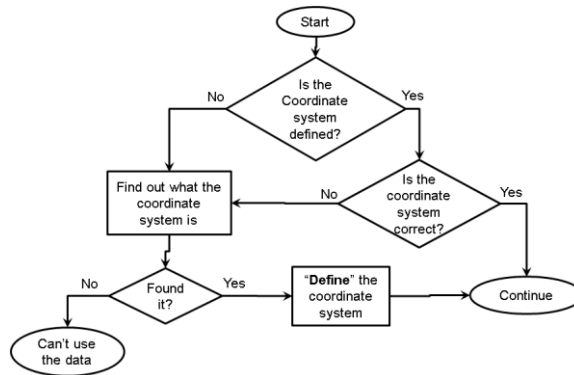 Start
Is the
Coordinate
system
defined?
No
Yes
Find out what the
coordinate
system is
No
Is the
coordinate
system
correct?
Yes
No
Found
it?
Yes
“Define” the
coordinate
system
Continue
Can’t use
the data